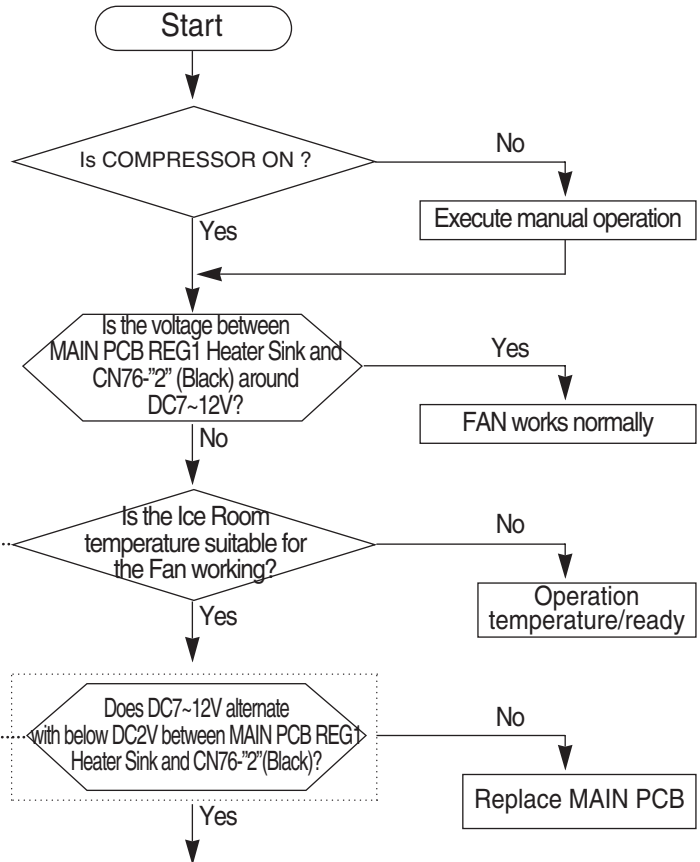 Start
Is COMPRESSOR ON ?
No
Execute manual operation
Yes
Is the voltage between
MAIN PCB REG1 Heater Sink and
CN76-”2” (Black) around
DC7~12V?
Yes
FAN works normally
No
Is the Ice Room
temperature suitable for
the Fan working?
No
Operation
temperature/ready
Yes
Does DC7~12V alternate
with below DC2V between MAIN PCB REG1
Heater Sink and CN76-”2”(Black)?
No
Replace MAIN PCB
Yes